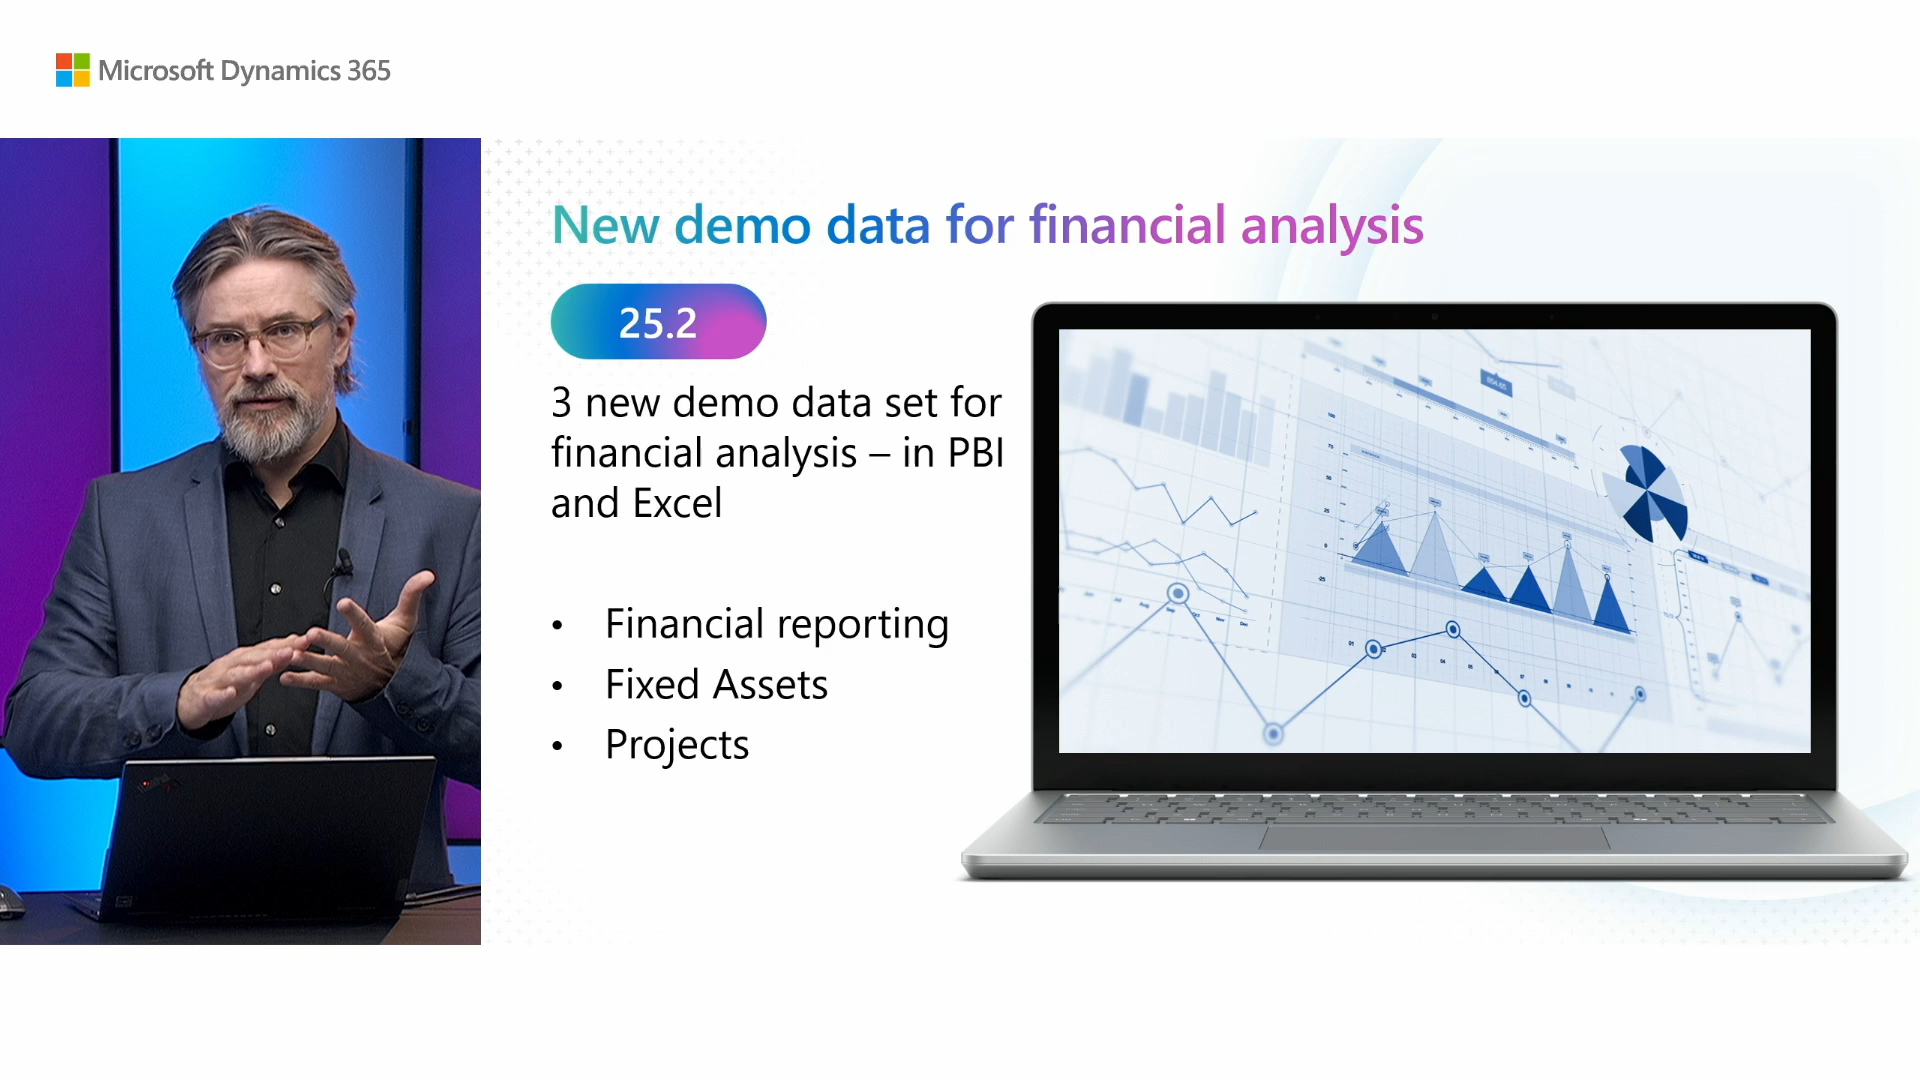 Microsoft Dynamics 365
New demo data for financial analysis
25.2
3 new demo data set for
financial analysis – in PBI
and Excel
• Financial reporting
• Fixed Assets
• Projects